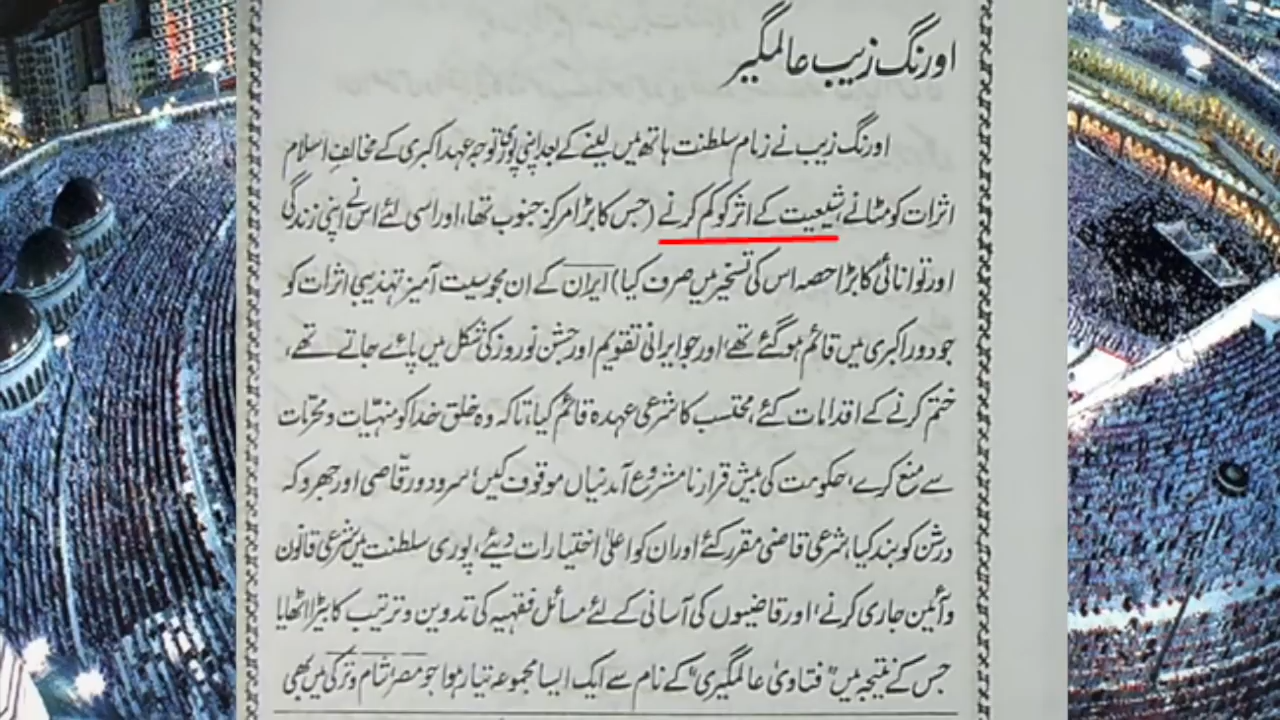 اورنگ زیب عالمگیر
اورنگ زیب نے زمام سلطنت ہاتھ میں لینے کے بعد اپنی پوری توجہ عہد اکبری کے مخالفِ اسلام
اثرات کو مٹانے، شیعیت کے اثر کو کم کرنے (جس کا بڑا مرکز جنوب تھا، اور اسی لئے اس نے اپنی زندگی
اور توانائی کا بڑا حصہ اس کی تسخیر میں صرف کیا) ایران کے ان مجوسیت آمیز تہذیبی اثرات کو
جو دور اکبری میں قائم ہو گئے تھے، اور جو ایرانی تقویم اور جشن نوروز کی شکل میں پائے جاتے تھے،
ختم کرنے کے اقدامات کئے، محتسب کا شرعی عہدہ قائم کیا، تاکہ وہ خلق خدا کو منہیات و محرمات
سے منع کرے، حکومت کی بیش قرار نامشروع آمدنیاں موقوف کیں، سرود و رقاصی اور جھروکہ
درشن کو بند کیا، شرعی قاضی مقرر کئے اور ان کو اعلیٰ اختیارات دیئے، پوری سلطنت میں شرعی قانون
و آئین جاری کرنے، اور قاضیوں کی آسانی کے لئے مسائل فقہیہ کی تدوین و ترتیب کا بیڑا اٹھایا
جس کے نتیجہ میں "فتاویٰ عالمگیری" کے نام سے ایک ایسا مجموعہ تیار ہوا جو مصر، شام و ترکی میں بھی